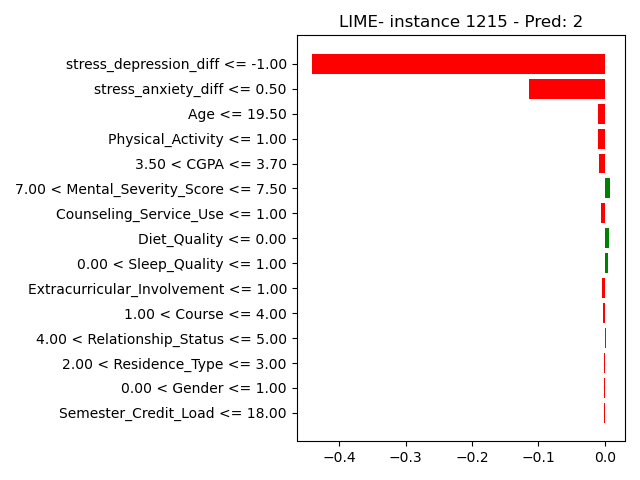 LIME- instance 1215 - Pred: 2
stress_depression_diff <= -1.00
stress_anxiety_diff <= 0.50
Age <= 19.50
Physical_Activity <= 1.00
3.50 < CGPA <= 3.70
7.00 < Mental_Severity_Score <= 7.50
Counseling_Service_Use <= 1.00
Diet_Quality <= 0.00
0.00 < Sleep_Quality <= 1.00
Extracurricular_Involvement <= 1.00
1.00 < Course <= 4.00
4.00 < Relationship_Status <= 5.00
2.00 < Residence_Type <= 3.00
0.00 < Gender <= 1.00
Semester_Credit_Load <= 18.00
−0.4 −0.3 −0.2 −0.1 0.0